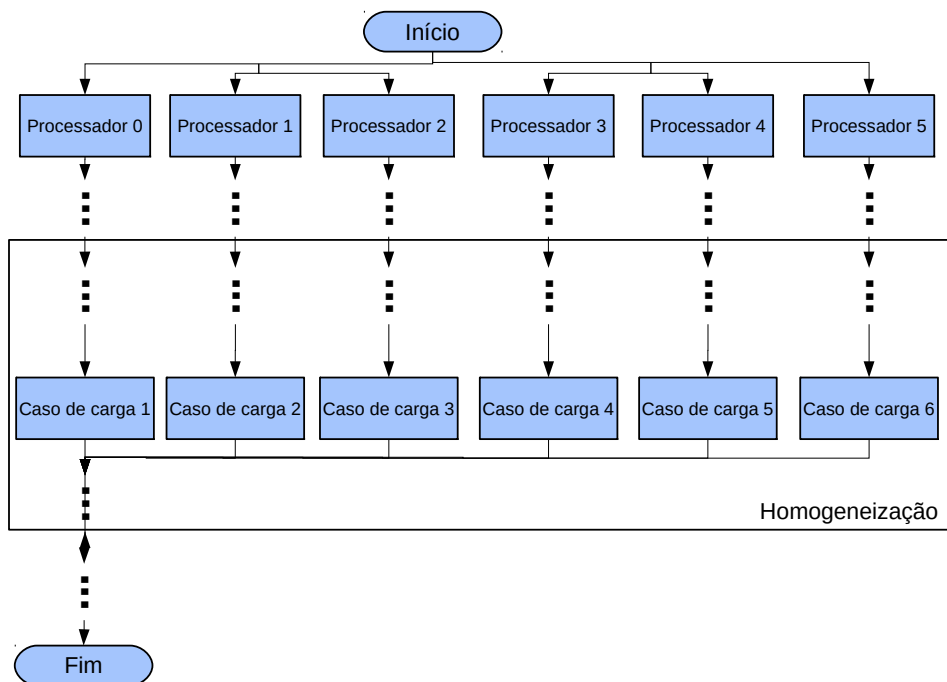 Início
Processador 0
Processador 1
Processador 2
Processador 3
Processador 4
Processador 5
Caso de carga 1
Caso de carga 2
Caso de carga 3
Caso de carga 4
Caso de carga 5
Caso de carga 6
Homogeneização
Fim